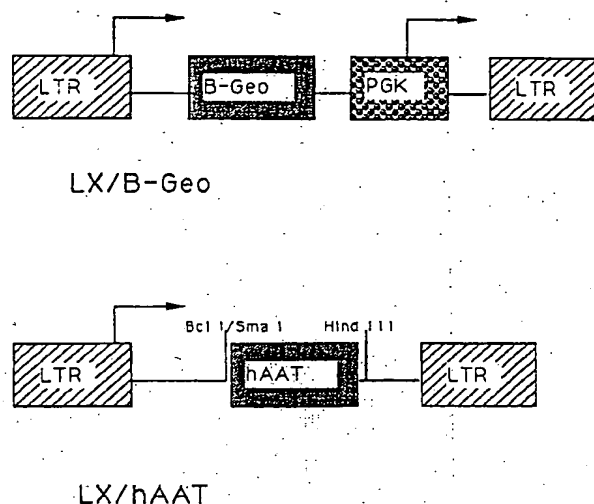 LTR B-Geo PGK LTR
LX/B-Geo
Bcl I/Sma I Hind III
LTR hAAT LTR
LX/hAAT